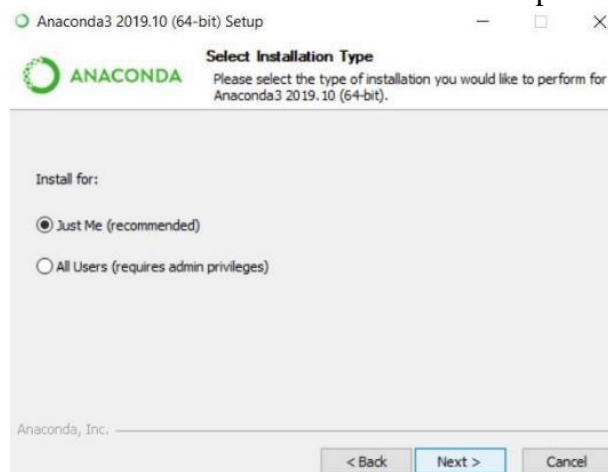 Anaconda3 2019.10 (64-bit) Setup
ANACONDA
Select Installation Type
Please select the type of installation you would like to perform for
Anaconda3 2019.10 (64-bit).
Install for:
Just Me (recommended)
All Users (requires admin privileges)
Anaconda, Inc.
< Back Next > Cancel